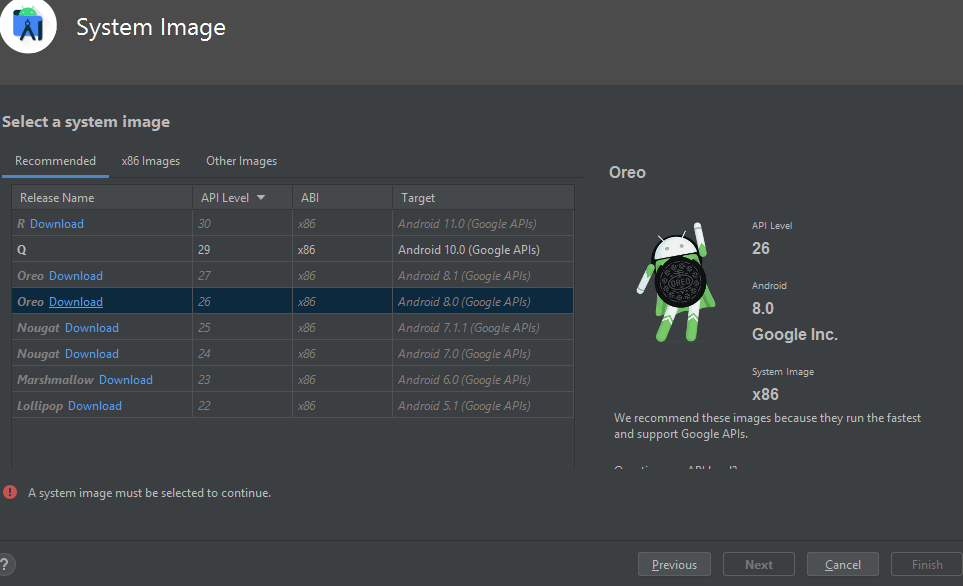 System Image
Select a system image
Recommended x86 Images Other Images
Release Name API Level ABI Target
R Download 30 x86 Android 11.0 (Google APIs)
Q 29 x86 Android 10.0 (Google APIs)
Oreo Download 27 x86 Android 8.1 (Google APIs)
Oreo Download 26 x86 Android 8.0 (Google APIs)
Nougat Download 25 x86 Android 7.1.1 (Google APIs)
Nougat Download 24 x86 Android 7.0 (Google APIs)
Marshmallow Download 23 x86 Android 6.0 (Google APIs)
Lollipop Download 22 x86 Android 5.1 (Google APIs)
Oreo
OREO
API Level
26
Android
8.0
Google Inc.
System Image
x86
We recommend these images because they run the fastest
and support Google APIs.
A system image must be selected to continue.
?
Previous Next Cancel Finish